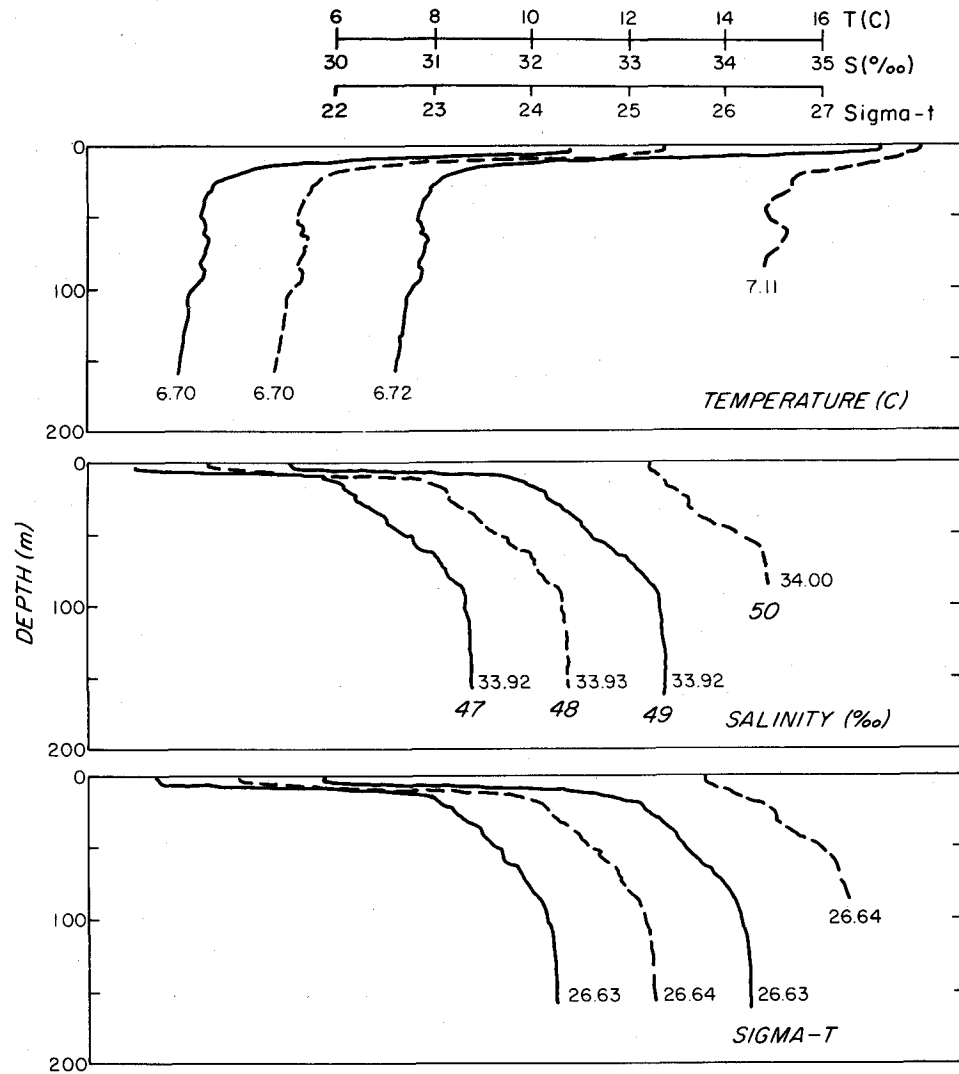 6 8 10 12 14 16 T(C)
30 31 32 33 34 35 S(‰)
22 23 24 25 26 27 Sigma-t
0
100
200
7.11
6.70 6.70 6.72
TEMPERATURE (C)
DEPTH (m)
0
100
200
34.00
50
33.92 33.93 33.92
47 48 49
SALINITY (‰)
0
100
200
26.64
26.63 26.64 26.63
SIGMA-T